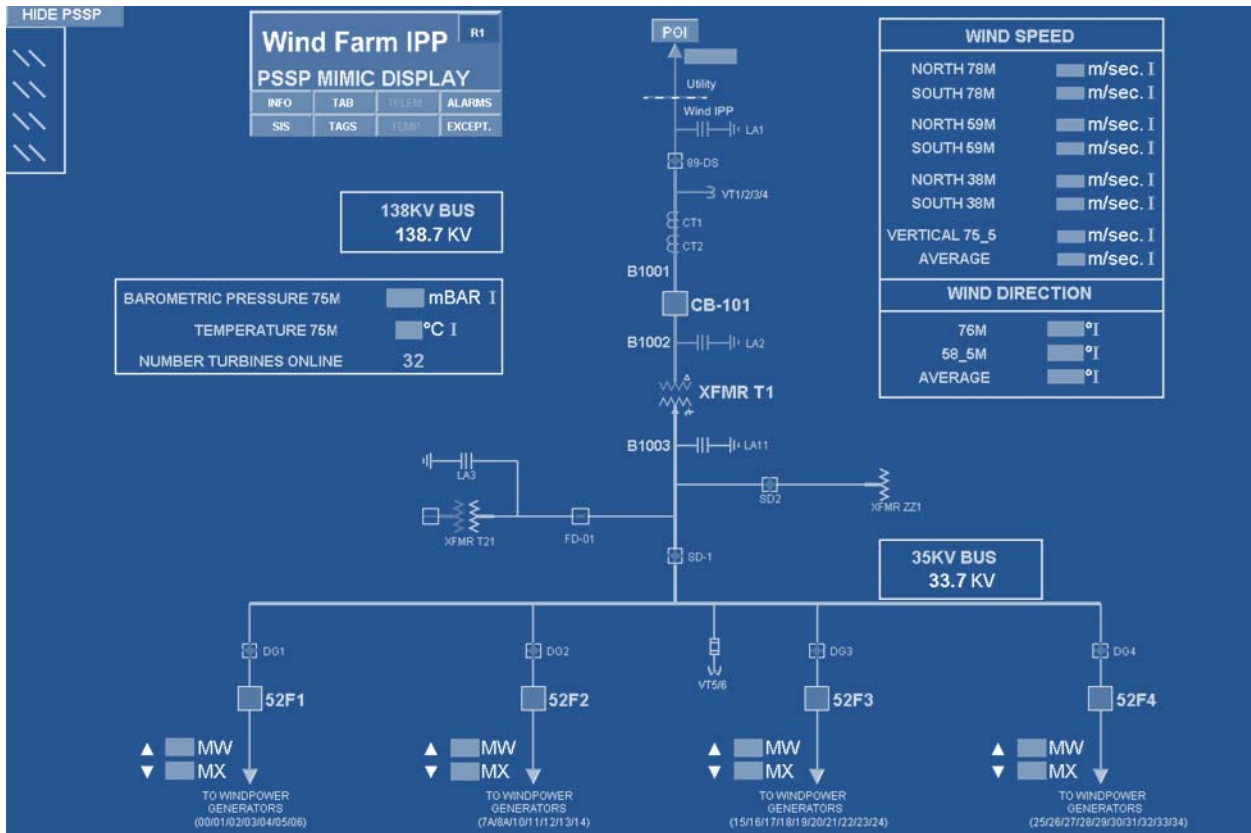 HIDE PSSP
Wind Farm IPP R1
PSSP MIMIC DISPLAY
INFO TAB TELEM ALARMS
SIS TAGS TEMP EXCEPT.
POI
Utility
Wind IPP
LA1
89-DS
VT1/2/3/4
CT1
CT2
B1001
CB-101
B1002
LA2
XFMR T1
B1003
LA11
LA3
SD2
XFMR ZZ1
XFMR T21
FD-01
SD-1
138KV BUS
138.7 KV
BAROMETRIC PRESSURE 75M mBAR I
TEMPERATURE 75M °C I
NUMBER TURBINES ONLINE 32
WIND SPEED
NORTH 78M m/sec. I
SOUTH 78M m/sec. I
NORTH 59M m/sec. I
SOUTH 59M m/sec. I
NORTH 38M m/sec. I
SOUTH 38M m/sec. I
VERTICAL 75_5 m/sec. I
AVERAGE m/sec. I
WIND DIRECTION
76M °I
58_5M °I
AVERAGE °I
35KV BUS
33.7 KV
DG1
DG2
VT5/6
DG3
DG4
52F1
52F2
52F3
52F4
MW
MX
MW
MX
MW
MX
MW
MX
TO WINDPOWER
GENERATORS
(00/01/02/03/04/05/06)
TO WINDPOWER
GENERATORS
(7A/8A/10/11/12/13/14)
TO WINDPOWER
GENERATORS
(15/16/17/18/19/20/21/22/23/24)
TO WINDPOWER
GENERATORS
(25/26/27/28/29/30/31/32/33/34)